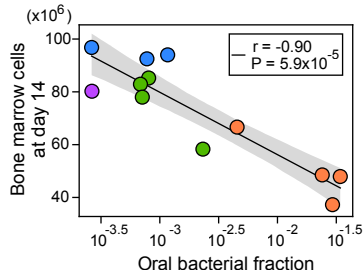 (x10⁶)
100
80
60
40
Bone marrow cells
at day 14
r = -0.90
P = 5.9x10⁻⁵
10⁻³·⁵
10⁻³
10⁻²·⁵
10⁻²
10⁻¹·⁵
Oral bacterial fraction